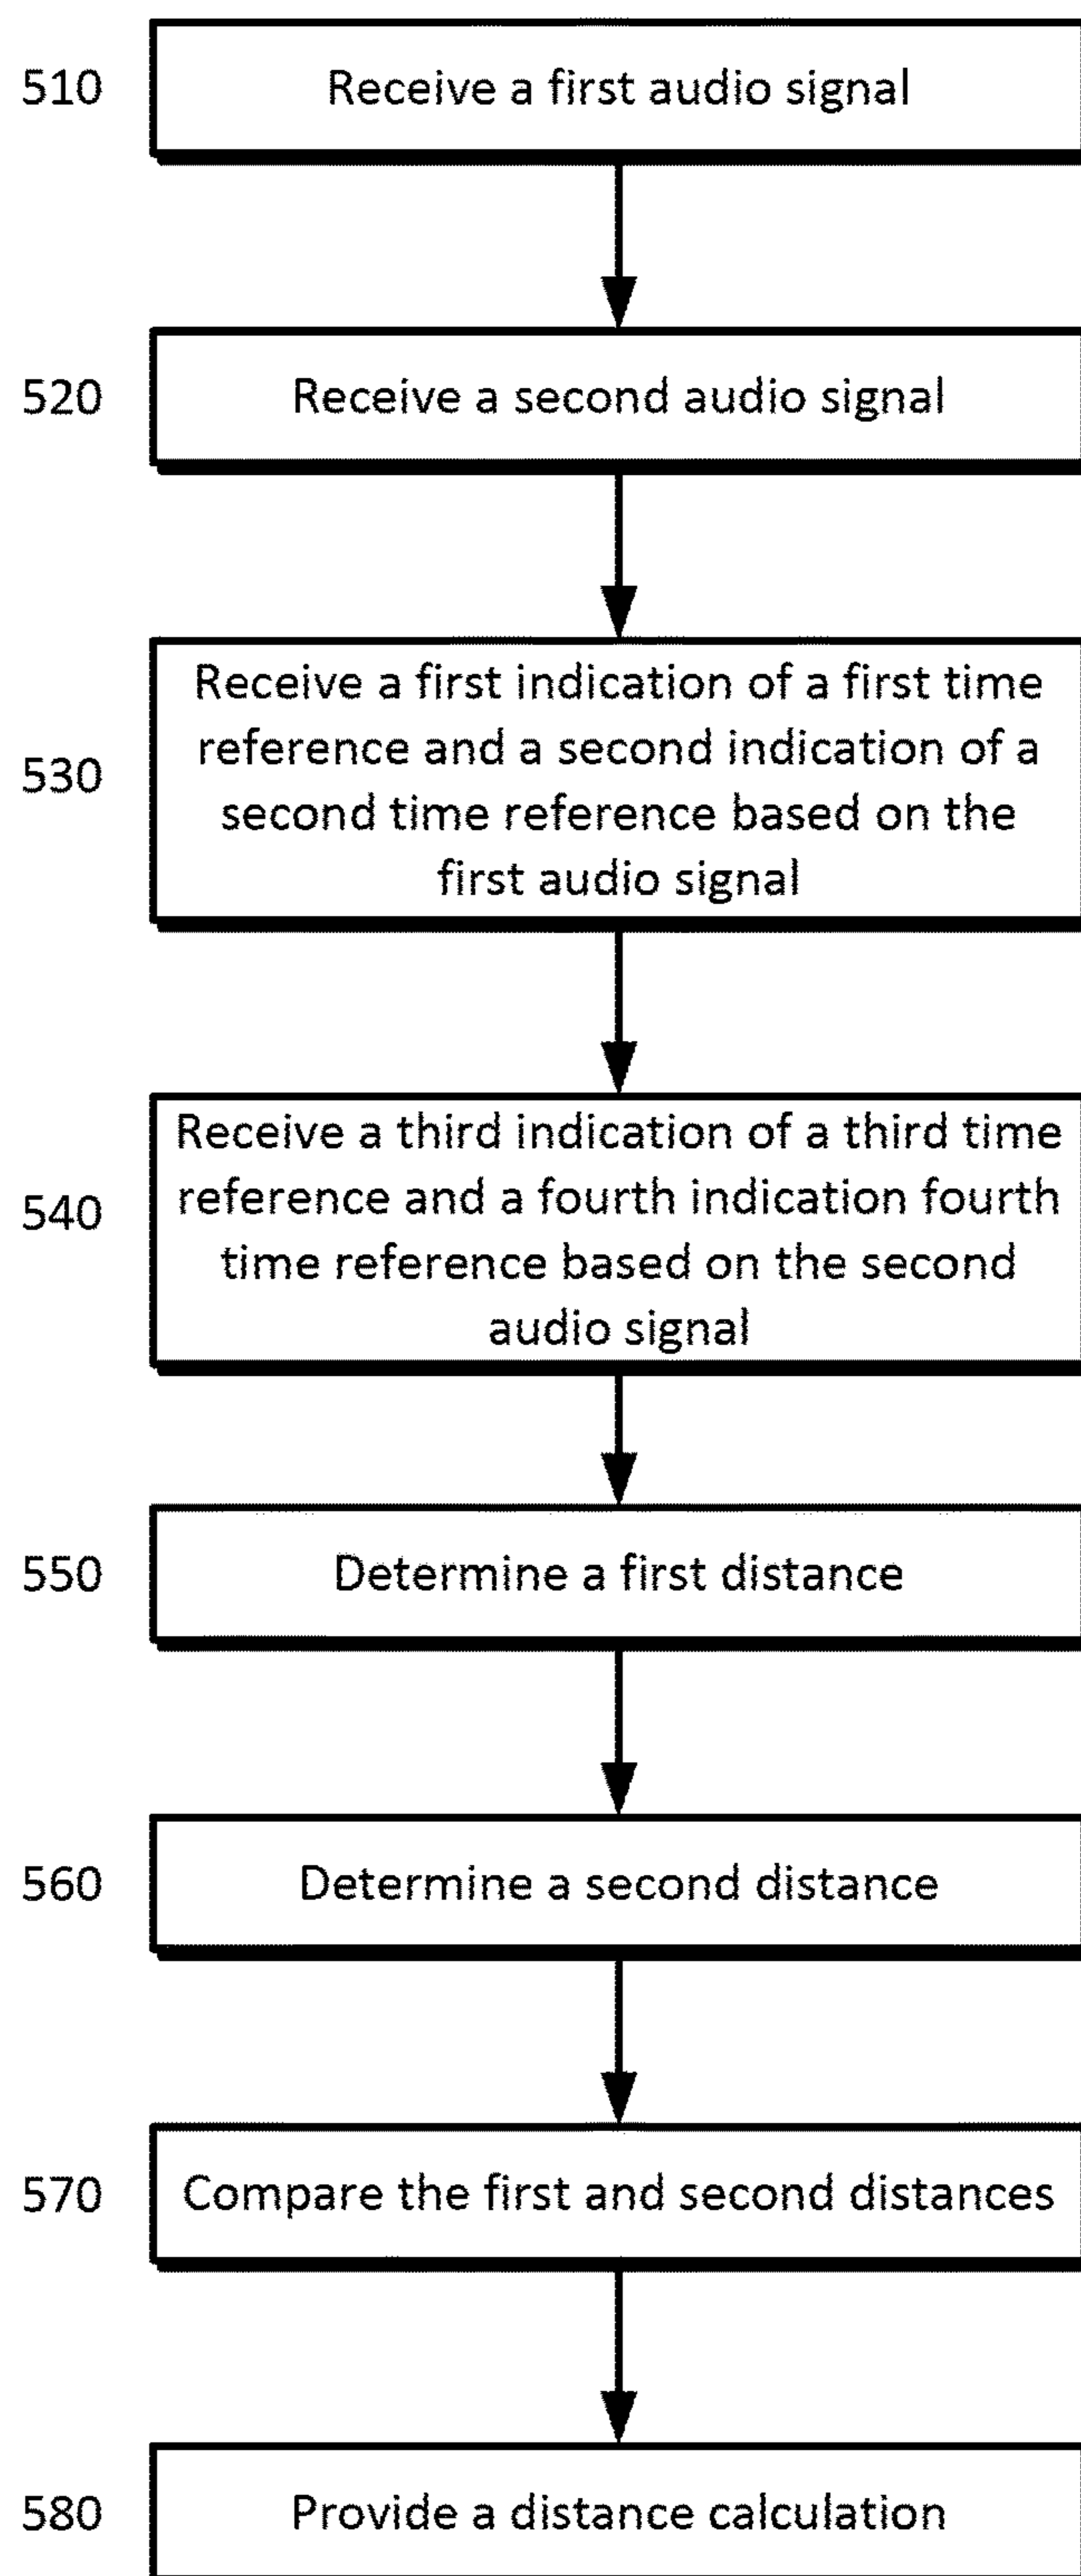 510
Receive a first audio signal
520
Receive a second audio signal
530
Receive a first indication of a first time
reference and a second indication of a
second time reference based on the
first audio signal
540
Receive a third indication of a third time
reference and a fourth indication fourth
time reference based on the second
audio signal
550
Determine a first distance
560
Determine a second distance
570
Compare the first and second distances
580
Provide a distance calculation